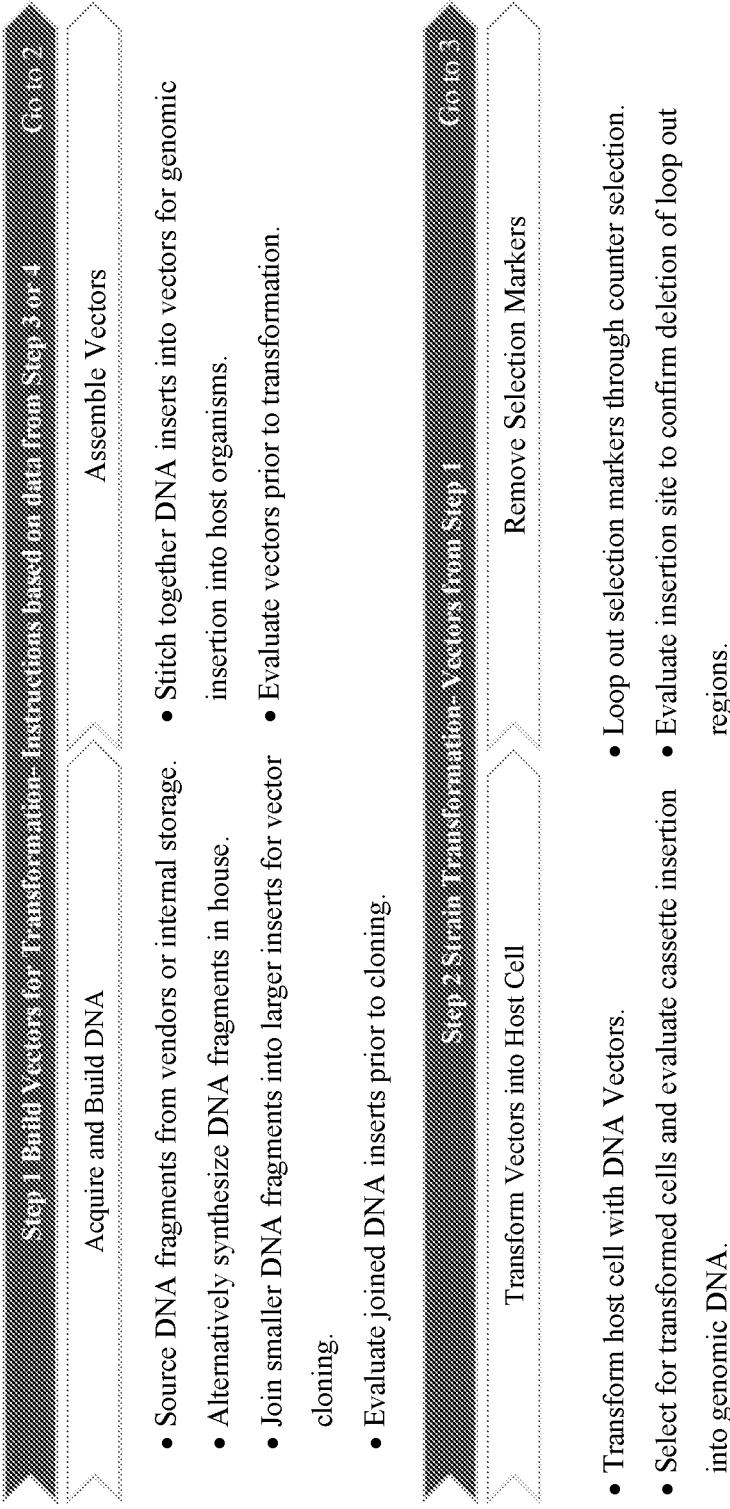 Step 1 Build Vectors for Transformation- Instructions based on data from Step 3 or 4 Go to 2
Acquire and Build DNA
● Source DNA fragments from vendors or internal storage.
● Alternatively synthesize DNA fragments in house.
● Join smaller DNA fragments into larger inserts for vector
cloning.
● Evaluate joined DNA inserts prior to cloning.
Assemble Vectors
● Stitch together DNA inserts into vectors for genomic
insertion into host organisms.
● Evaluate vectors prior to transformation.
Step 2 Strain Transformation- Vectors from Step 1 Go to 3
Transform Vectors into Host Cell
● Transform host cell with DNA Vectors.
● Select for transformed cells and evaluate cassette insertion
into genomic DNA.
Remove Selection Markers
● Loop out selection markers through counter selection.
● Evaluate insertion site to confirm deletion of loop out
regions.